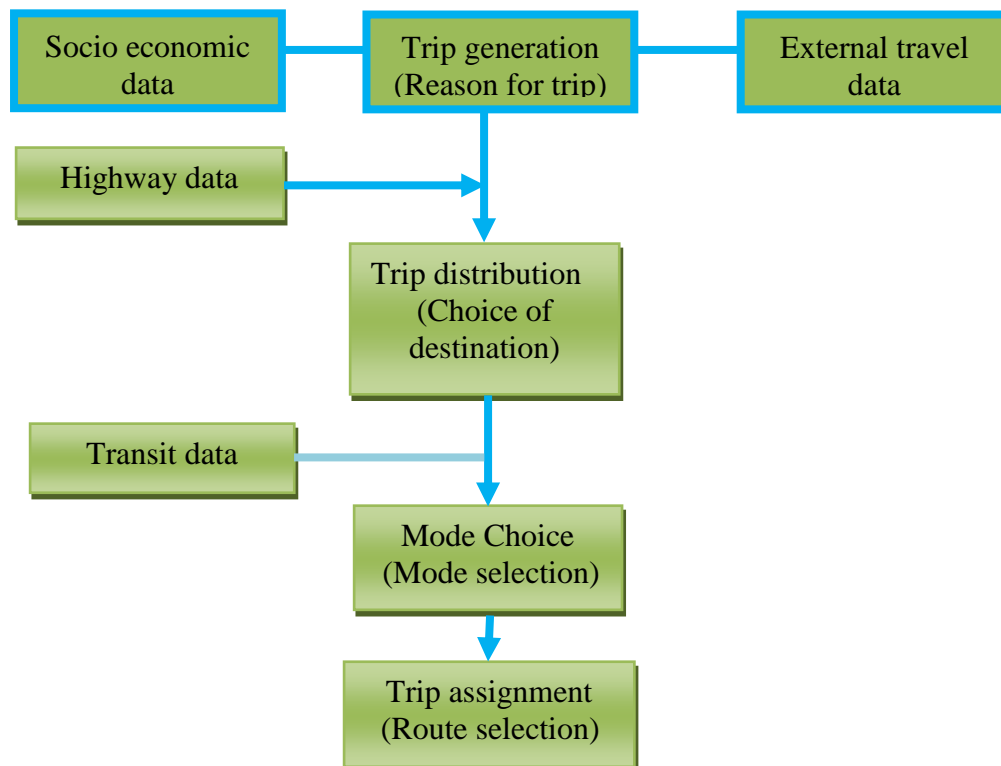 Socio economic
data
Trip generation
(Reason for trip)
External travel
data
Highway data
Trip distribution
(Choice of
destination)
Transit data
Mode Choice
(Mode selection)
Trip assignment
(Route selection)